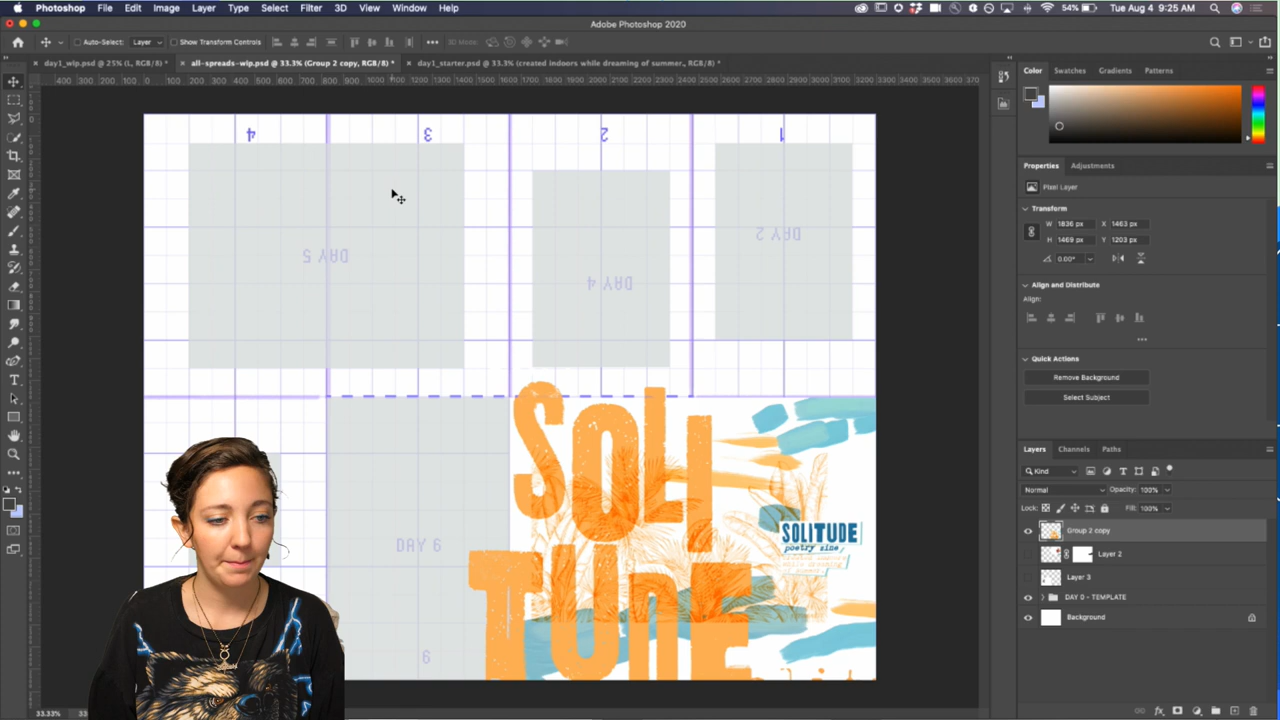 Photoshop File Edit Image Layer Type Select Filter 3D View Window Help
54% Tue Aug 4 9:25 AM
Adobe Photoshop 2020
Auto-Select: Layer Show Transform Controls 3D Mode:
day1_wip.psd @ 25% (L, RGB/8) *
all-spreads-wip.psd @ 33.3% (Group 2 copy, RGB/8) *
day1_starter.psd @ 33.3% (created indoors while dreaming of summer., RGB/8) *
4 3 2 1
DAY 5
DAY 4
DAY 2
DAY 6
6
SOLI
TUDE
SOLITUDE
poetry zine
33.33%
Color Swatches Gradients Patterns
Properties Adjustments
Pixel Layer
Transform
W 1836 px X 1463 px
H 1469 px Y 1203 px
0.00°
Align and Distribute
Align:
Quick Actions
Remove Background
Select Subject
Layers Channels Paths
Kind
Normal Opacity: 100%
Lock: Fill: 100%
Group 2 copy
Layer 2
Layer 3
DAY 0 - TEMPLATE
Background